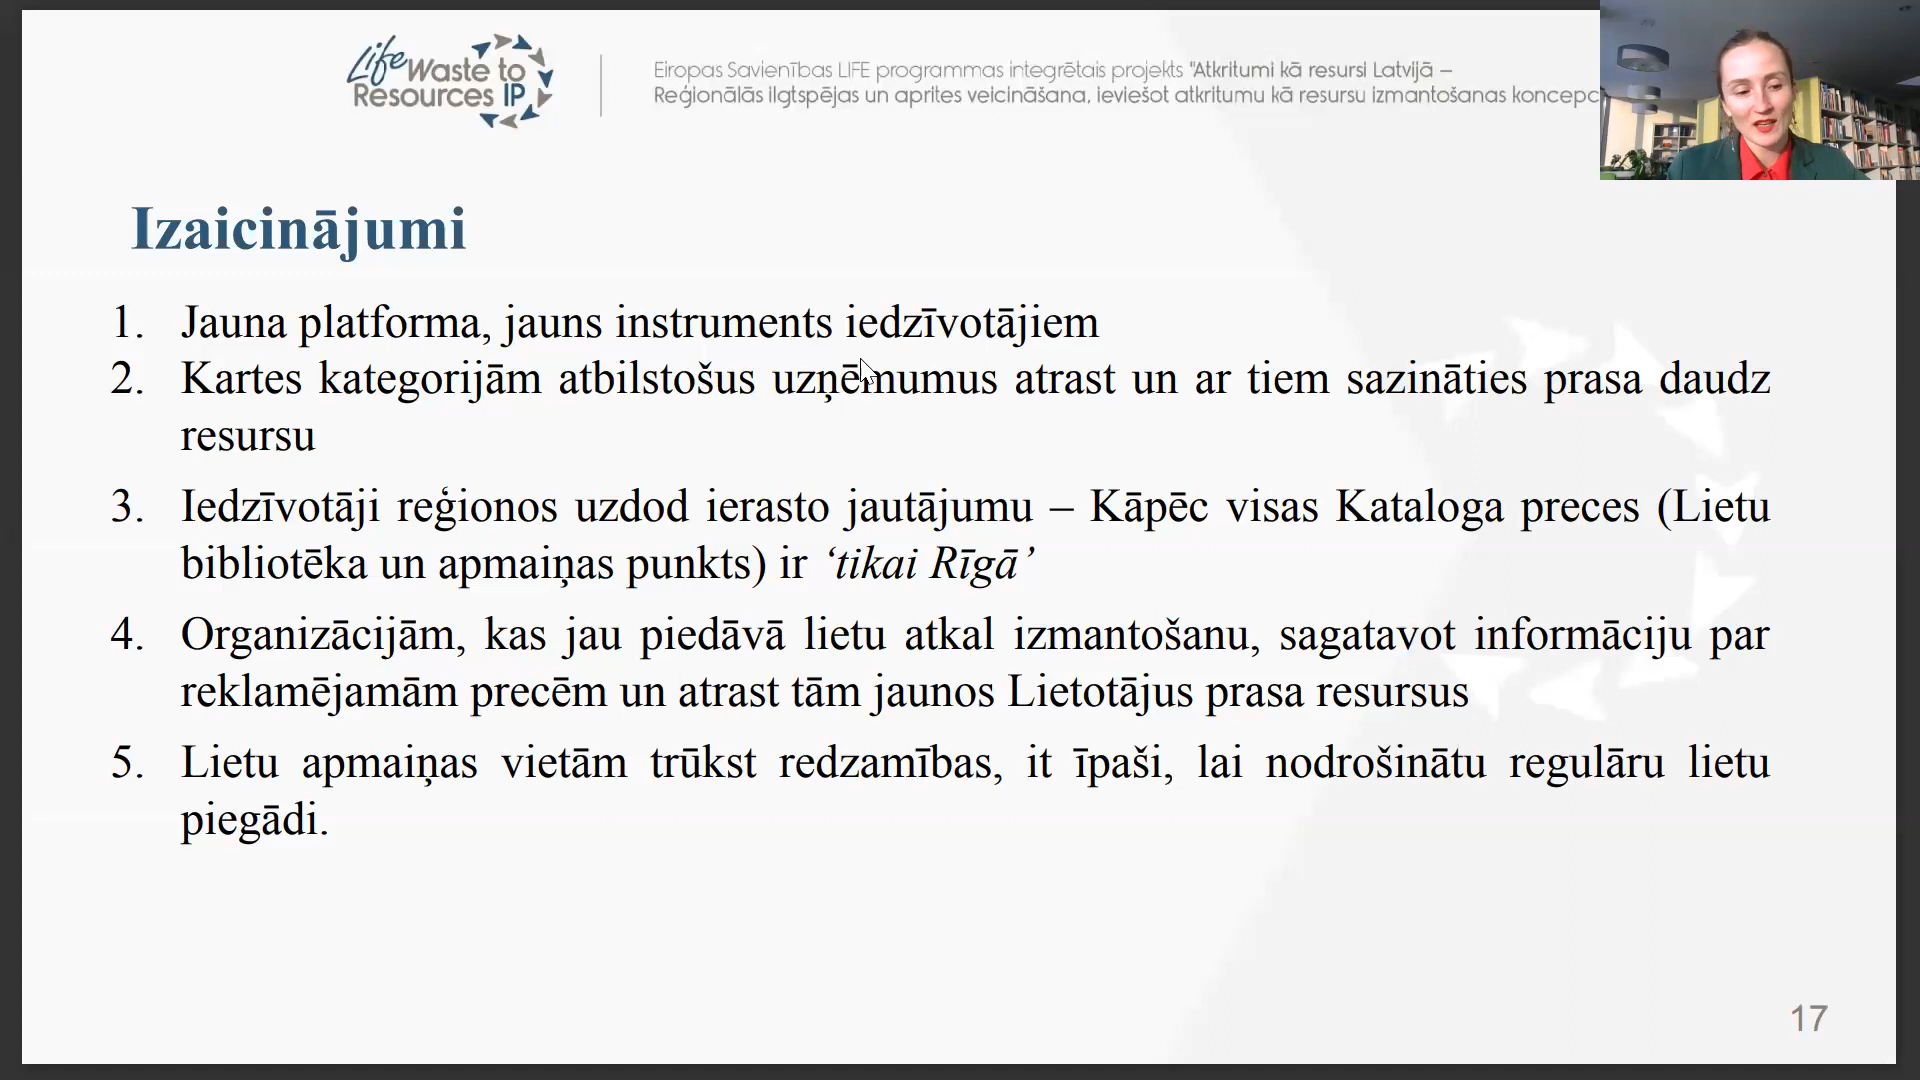 Life Waste to
Resources IP
Eiropas Savienības LIFE programmas integrētais projekts "Atkritumi kā resursi Latvijā –
Reģionālās ilgtspējas un aprites veicināšana, ieviešot atkritumu kā resursu izmantošanas koncepc
Izaicinājumi
1. Jauna platforma, jauns instruments iedzīvotājiem
2. Kartes kategorijām atbilstošus uzņēmumus atrast un ar tiem sazināties prasa daudz
resursu
3. Iedzīvotāji reģionos uzdod ierasto jautājumu – Kāpēc visas Kataloga preces (Lietu
bibliotēka un apmaiņas punkts) ir ‘tikai Rīgā’
4. Organizācijām, kas jau piedāvā lietu atkal izmantošanu, sagatavot informāciju par
reklamējamām precēm un atrast tām jaunos Lietotājus prasa resursus
5. Lietu apmaiņas vietām trūkst redzamības, it īpaši, lai nodrošinātu regulāru lietu
piegādi.
17